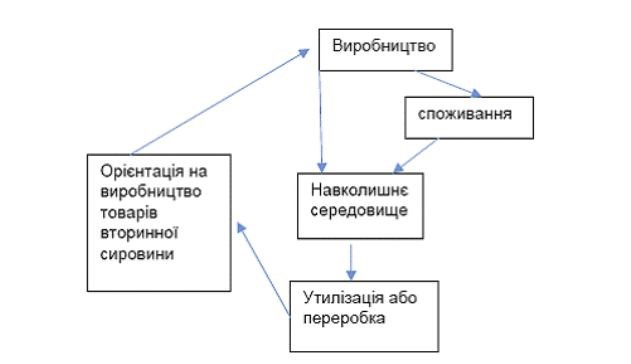 Виробництво
споживання
Орієнтація на
виробництво
товарів
вторинної
сировини
Навколишнє
середовище
Утилізація або
переробка